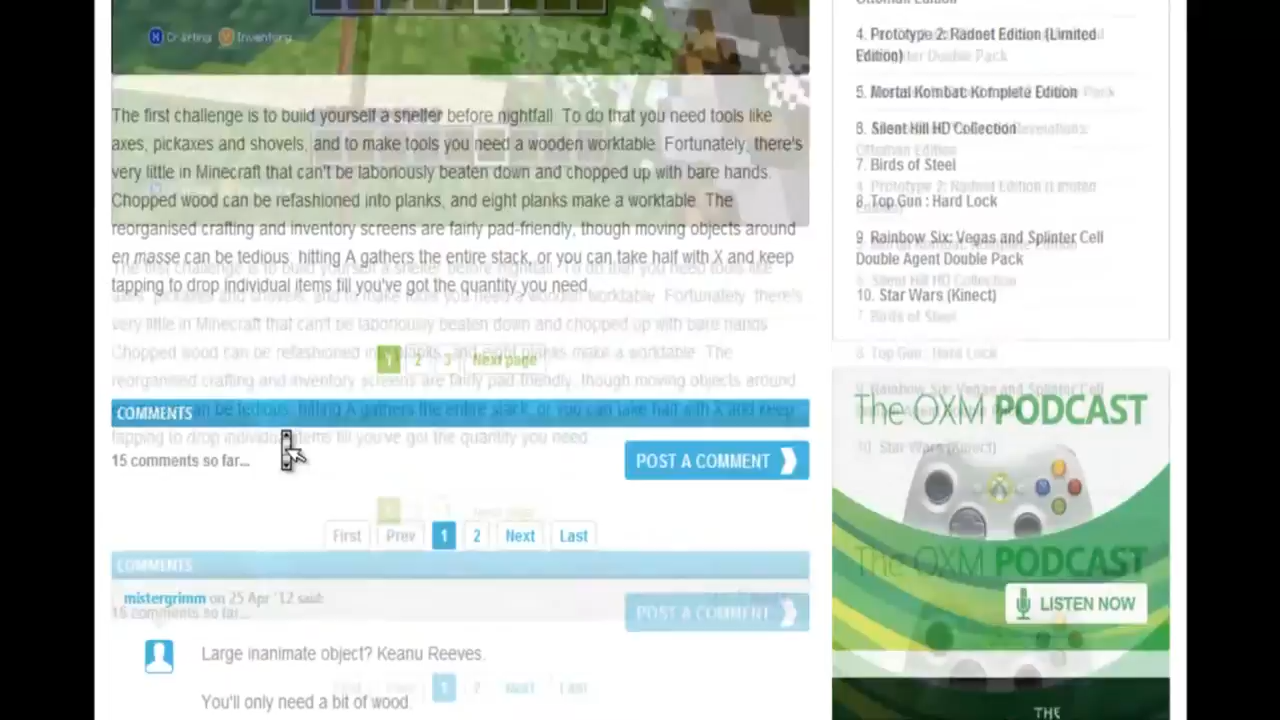 Crafting Inventory
The first challenge is to build yourself a shelter before nightfall. To do that you need tools like
axes, pickaxes and shovels, and to make tools you need a wooden worktable. Fortunately, there's
very little in Minecraft that can't be laboriously beaten down and chopped up with bare hands.
Chopped wood can be refashioned into planks, and eight planks make a worktable. The
reorganised crafting and inventory screens are fairly pad-friendly, though moving objects around
en masse can be tedious, hitting A gathers the entire stack, or you can take half with X and keep
tapping to drop individual items fill you've got the quantity you need.
1 2 3 Next page
COMMENTS
15 comments so far...
POST A COMMENT
First Prev 1 2 Next Last
mistergrimm on 25 Apr '12 said:
Large inanimate object? Keanu Reeves.
You'll only need a bit of wood.
4. Prototype 2: Radnet Edition (Limited
Edition)
5. Mortal Kombat: Komplete Edition
6. Silent Hill HD Collection
7. Birds of Steel
8. Top Gun : Hard Lock
9. Rainbow Six: Vegas and Splinter Cell
Double Agent Double Pack
10. Star Wars (Kinect)
The OXM PODCAST
LISTEN NOW
THE